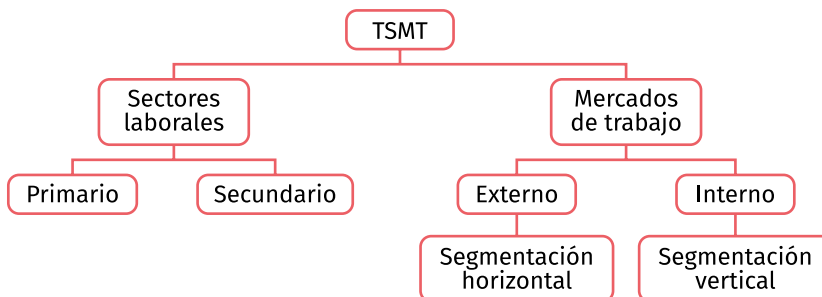 TSMT
Sectores
laborales
Mercados
de trabajo
Primario
Secundario
Externo
Interno
Segmentación
horizontal
Segmentación
vertical